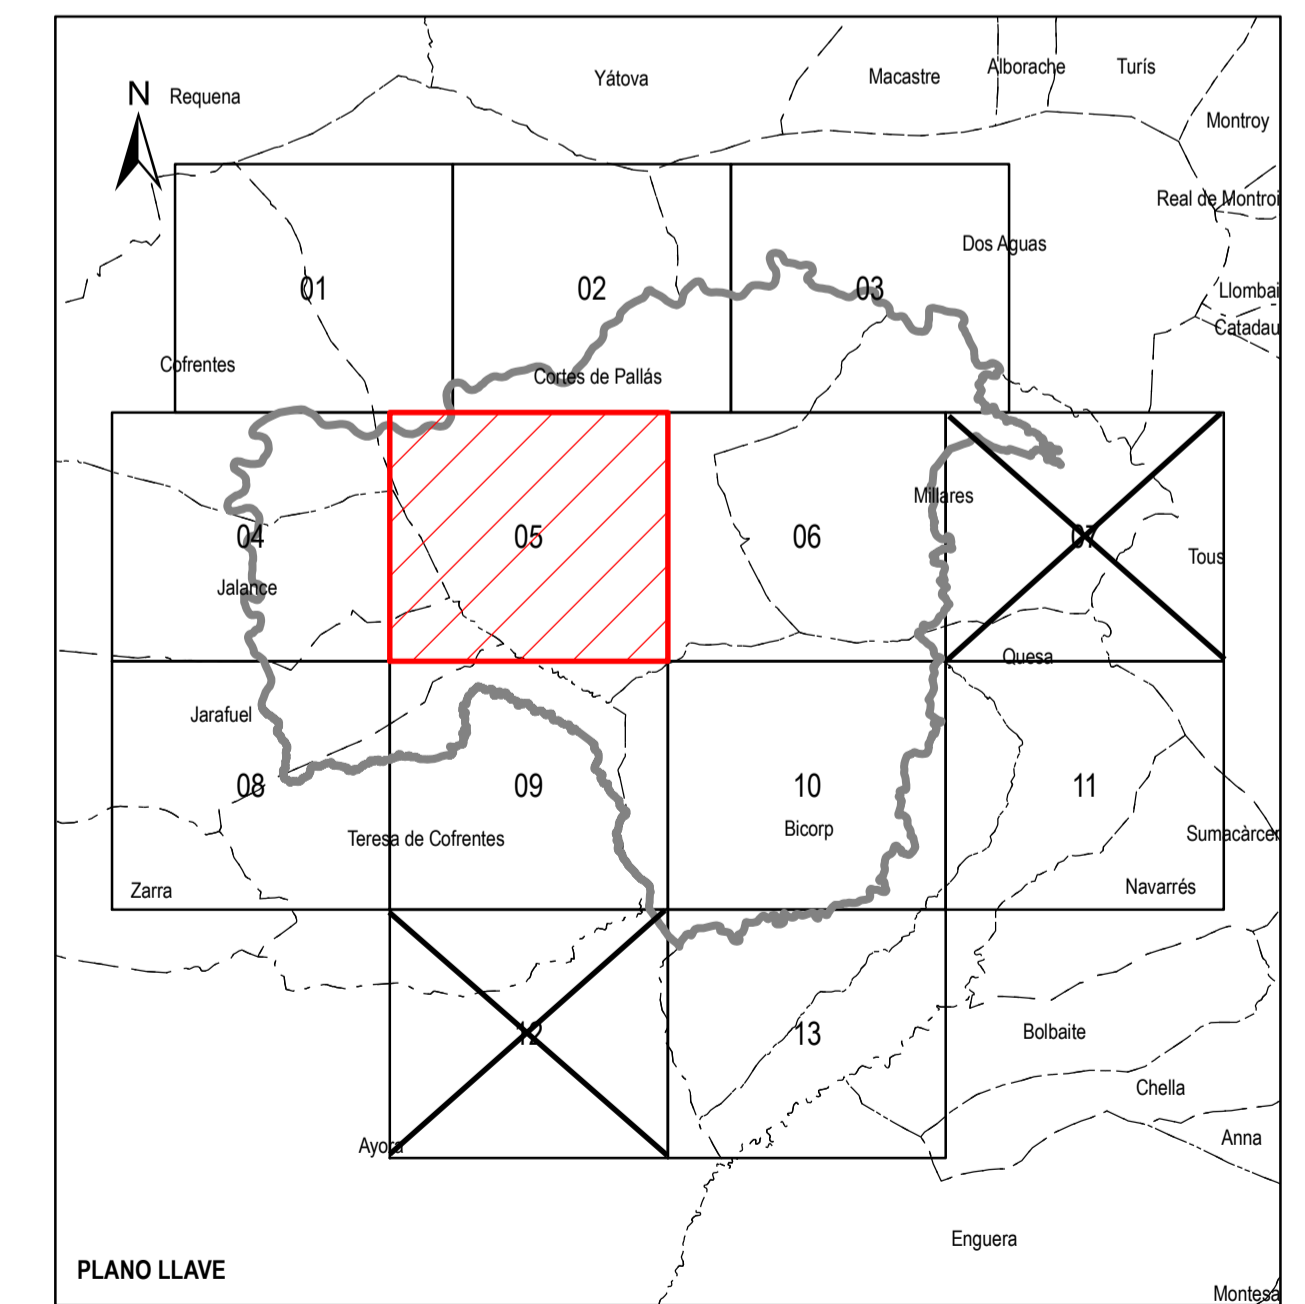 Yátova
Alborache
Turís
Macastre
N
Requena
Montroy
Real de Montroi
Dos Aguas
01
02
03
Llombai
Catadau
Cofrentes
Cortes de Pallás
Millares
04
05
06
07
Tous
Jalance
Quesa
Jarafuel
08
09
10
11
Bicorp
Sumacàrcer
Teresa de Cofrentes
Zarra
Navarrés
12
13
Bolbaite
Chella
Anna
Ayora
Enguera
PLANO LLAVE
Montesa